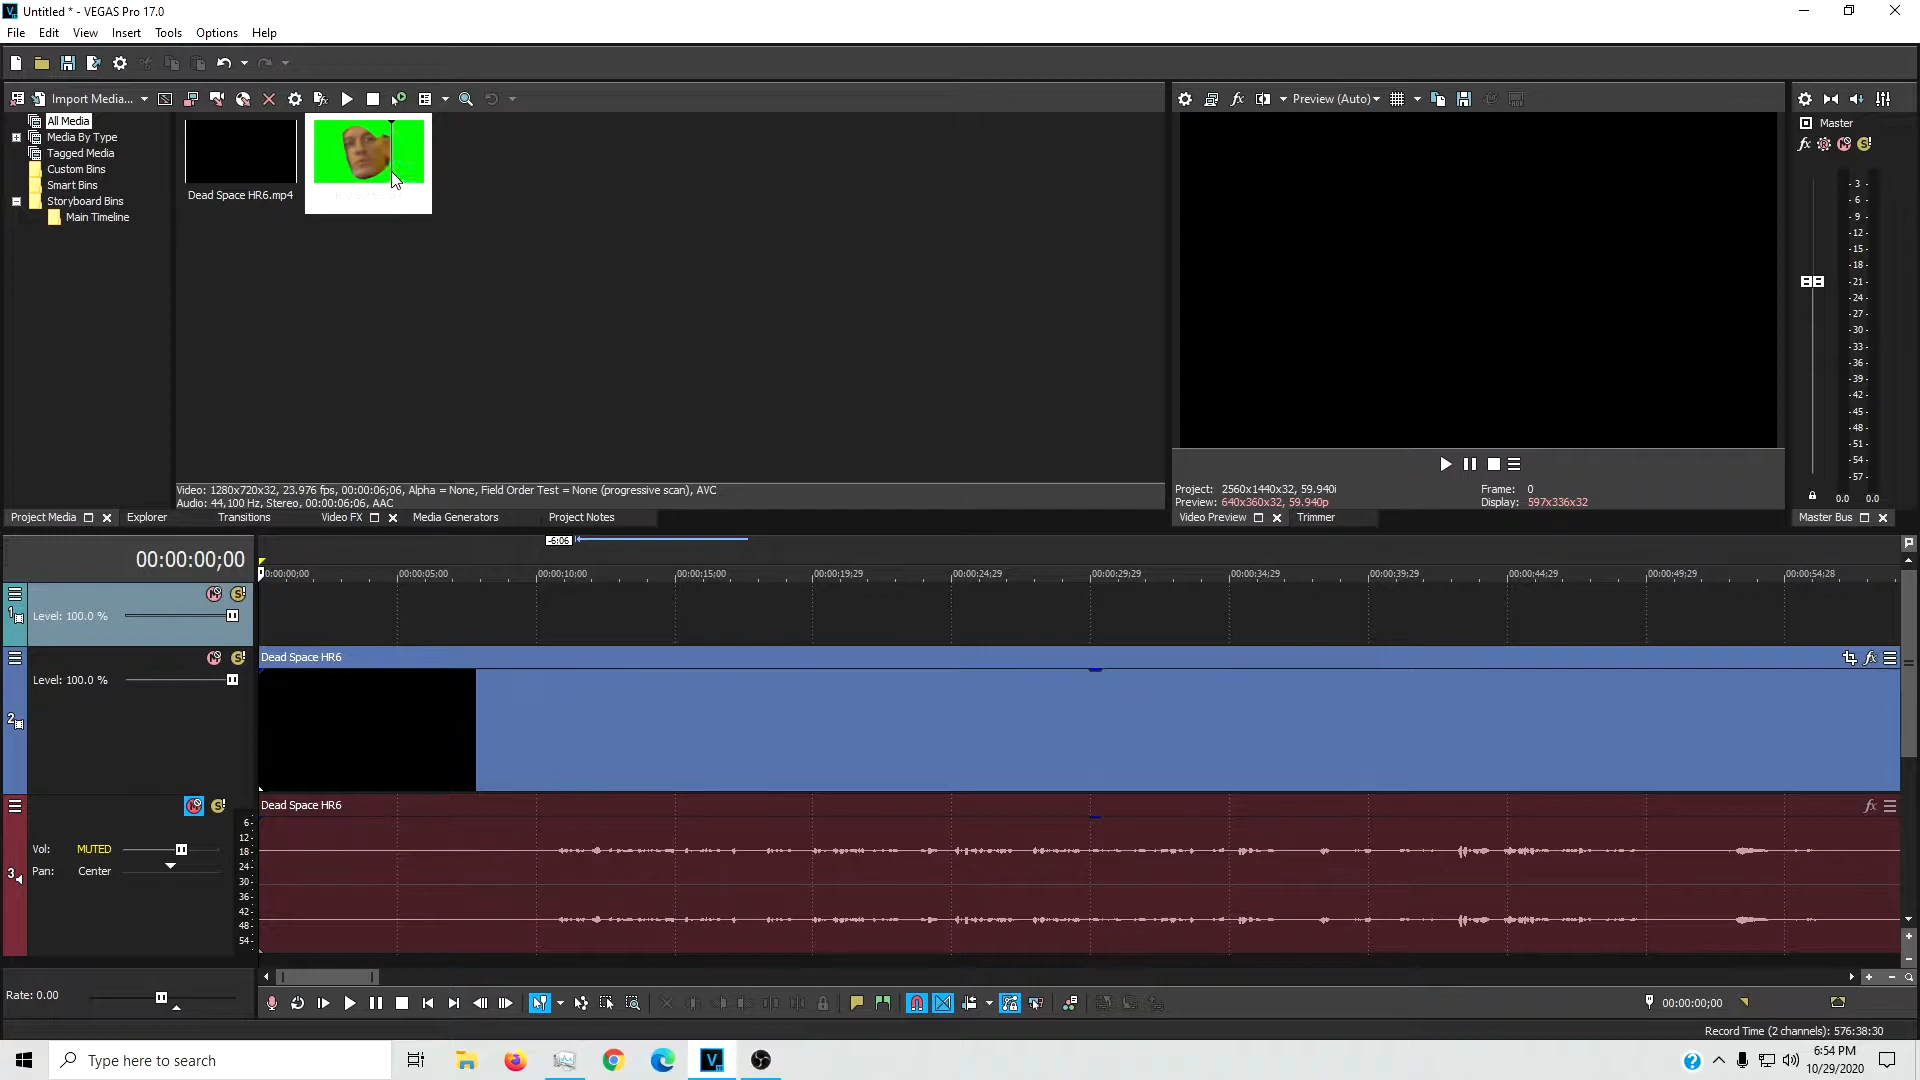 Untitled * - VEGAS Pro 17.0
File Edit View Insert Tools Options Help
Import Media...
Preview (Auto)
All Media
Media By Type
Tagged Media
Custom Bins
Smart Bins
Storyboard Bins
Main Timeline
Dead Space HR6.mp4
Master
-3-
-6-
-9-
-12-
-15-
-18-
-21-
-24-
-27-
-30-
-33-
-36-
-39-
-42-
-45-
-48-
-51-
-54-
-57-
0.0 0.0
Video: 1280x720x32, 23.976 fps, 00:00:06;06, Alpha = None, Field Order Test = None (progressive scan), AVC
Audio: 44,100 Hz, Stereo, 00:00:06;06, AAC
Project: 2560x1440x32, 59.940i
Preview: 640x360x32, 59.940p
Frame: 0
Display: 597x336x32
Project Media Explorer Transitions Video FX Media Generators Project Notes
Video Preview Trimmer
Master Bus
00:00:00;00
-6:06
0:00:00;00 00:00:05;00 00:00:10;00 00:00:15;00 00:00:19;29 00:00:24;29 00:00:29;29 00:00:34;29 00:00:39;29 00:00:44;29 00:00:49;29 00:00:54;28
1
Level: 100.0 %
Dead Space HR6
Level: 100.0 %
2
Dead Space HR6
Vol: MUTED
Pan: Center
3
6-
12-
18-
24-
30-
36-
42-
48-
54-
Rate: 0.00
00:00:00;00
Record Time (2 channels): 576:38:30
Type here to search
6:54 PM
10/29/2020